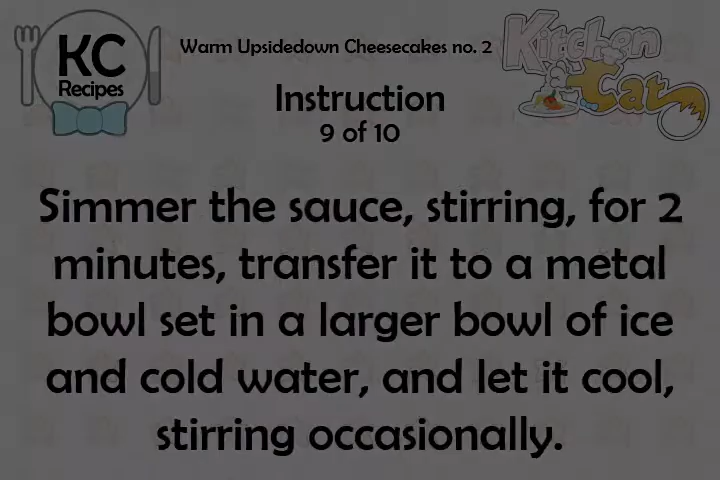 KC
Recipes
Warm Upsidedown Cheesecakes no. 2
Kitchen
Cat
Instruction
9 of 10
Simmer the sauce, stirring, for 2
minutes, transfer it to a metal
bowl set in a larger bowl of ice
and cold water, and let it cool,
stirring occasionally.